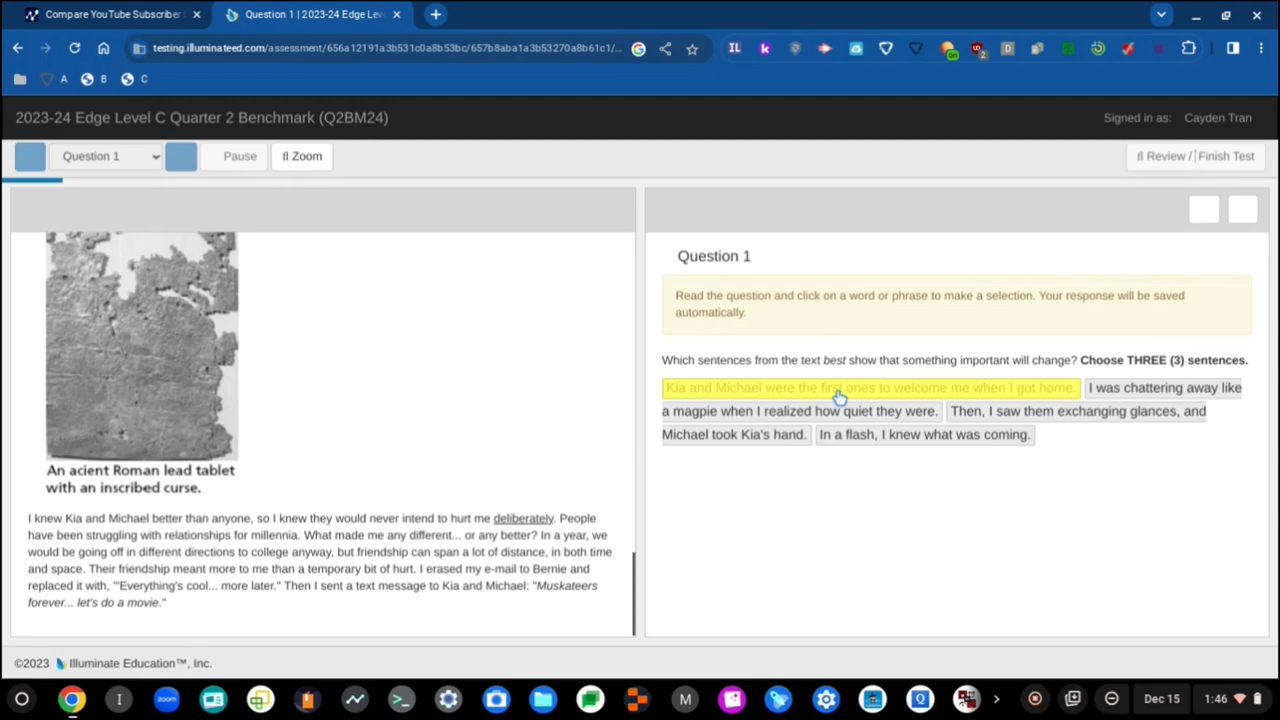 Compare YouTube Subscriber
Question 1 | 2023-24 Edge Lev
testing.illuminateed.com/assessment/656a12191a3b531c0a8b53bc/657b8aba1a3b53270a8b61c1/...
A
B
C
2023-24 Edge Level C Quarter 2 Benchmark (Q2BM24)
Signed in as: Cayden Tran
Question 1
Pause
fl Zoom
fl Review / Finish Test
An acient Roman lead tablet
with an inscribed curse.
I knew Kia and Michael better than anyone, so I knew they would never intend to hurt me deliberately. People
have been struggling with relationships for millennia. What made me any different... or any better? In a year, we
would be going off in different directions to college anyway, but friendship can span a lot of distance, in both time
and space. Their friendship meant more to me than a temporary bit of hurt. I erased my e-mail to Bernie and
replaced it with, "'Everything's cool... more later." Then I sent a text message to Kia and Michael: "Muskateers
forever... let's do a movie."
Question 1
Read the question and click on a word or phrase to make a selection. Your response will be saved
automatically.
Which sentences from the text best show that something important will change? Choose THREE (3) sentences.
Kia and Michael were the first ones to welcome me when I got home. I was chattering away like
a magpie when I realized how quiet they were. Then, I saw them exchanging glances, and
Michael took Kia's hand. In a flash, I knew what was coming.
©2023 Illuminate Education™, Inc.
zoom
Dec 15
1:46